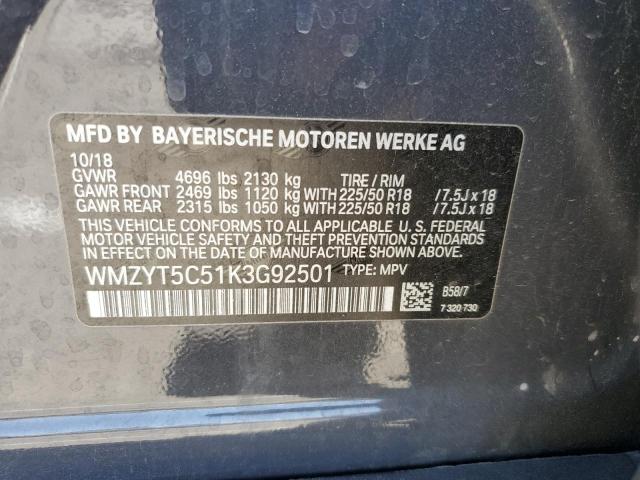 MFD BY BAYERISCHE MOTOREN WERKE AG
10/18
GVWR 4696 lbs 2130 kg TIRE / RIM
GAWR FRONT 2469 lbs 1120 kg WITH 225/50 R18 /7.5J x 18
GAWR REAR 2315 lbs 1050 kg WITH 225/50 R18 /7.5J x 18
THIS VEHICLE CONFORMS TO ALL APPLICABLE U. S. FEDERAL
MOTOR VEHICLE SAFETY AND THEFT PREVENTION STANDARDS
IN EFFECT ON THE DATE OF MANUFACTURE SHOWN ABOVE.
WMZYT5C51K3G92501 TYPE: MPV
B58/7
7 320 730